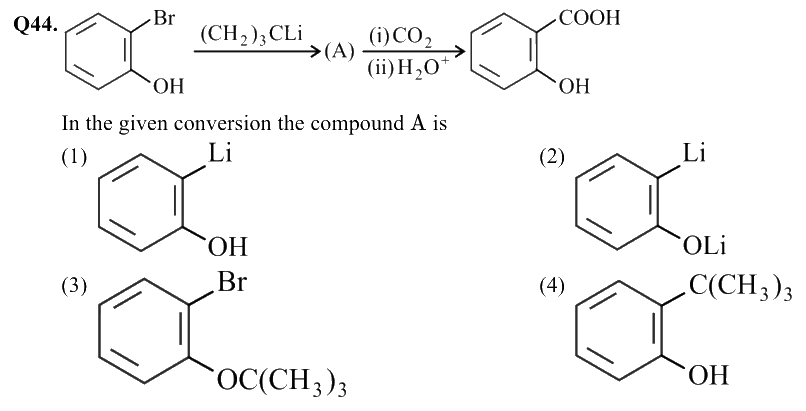 Q44. Br OH (CH₂)₃CLi (A) (i)CO₂ (ii)H₂O⁺ COOH OH
In the given conversion the compound A is
(1) Li OH
(2) Li OLi
(3) Br OC(CH₃)₃
(4) C(CH₃)₃ OH